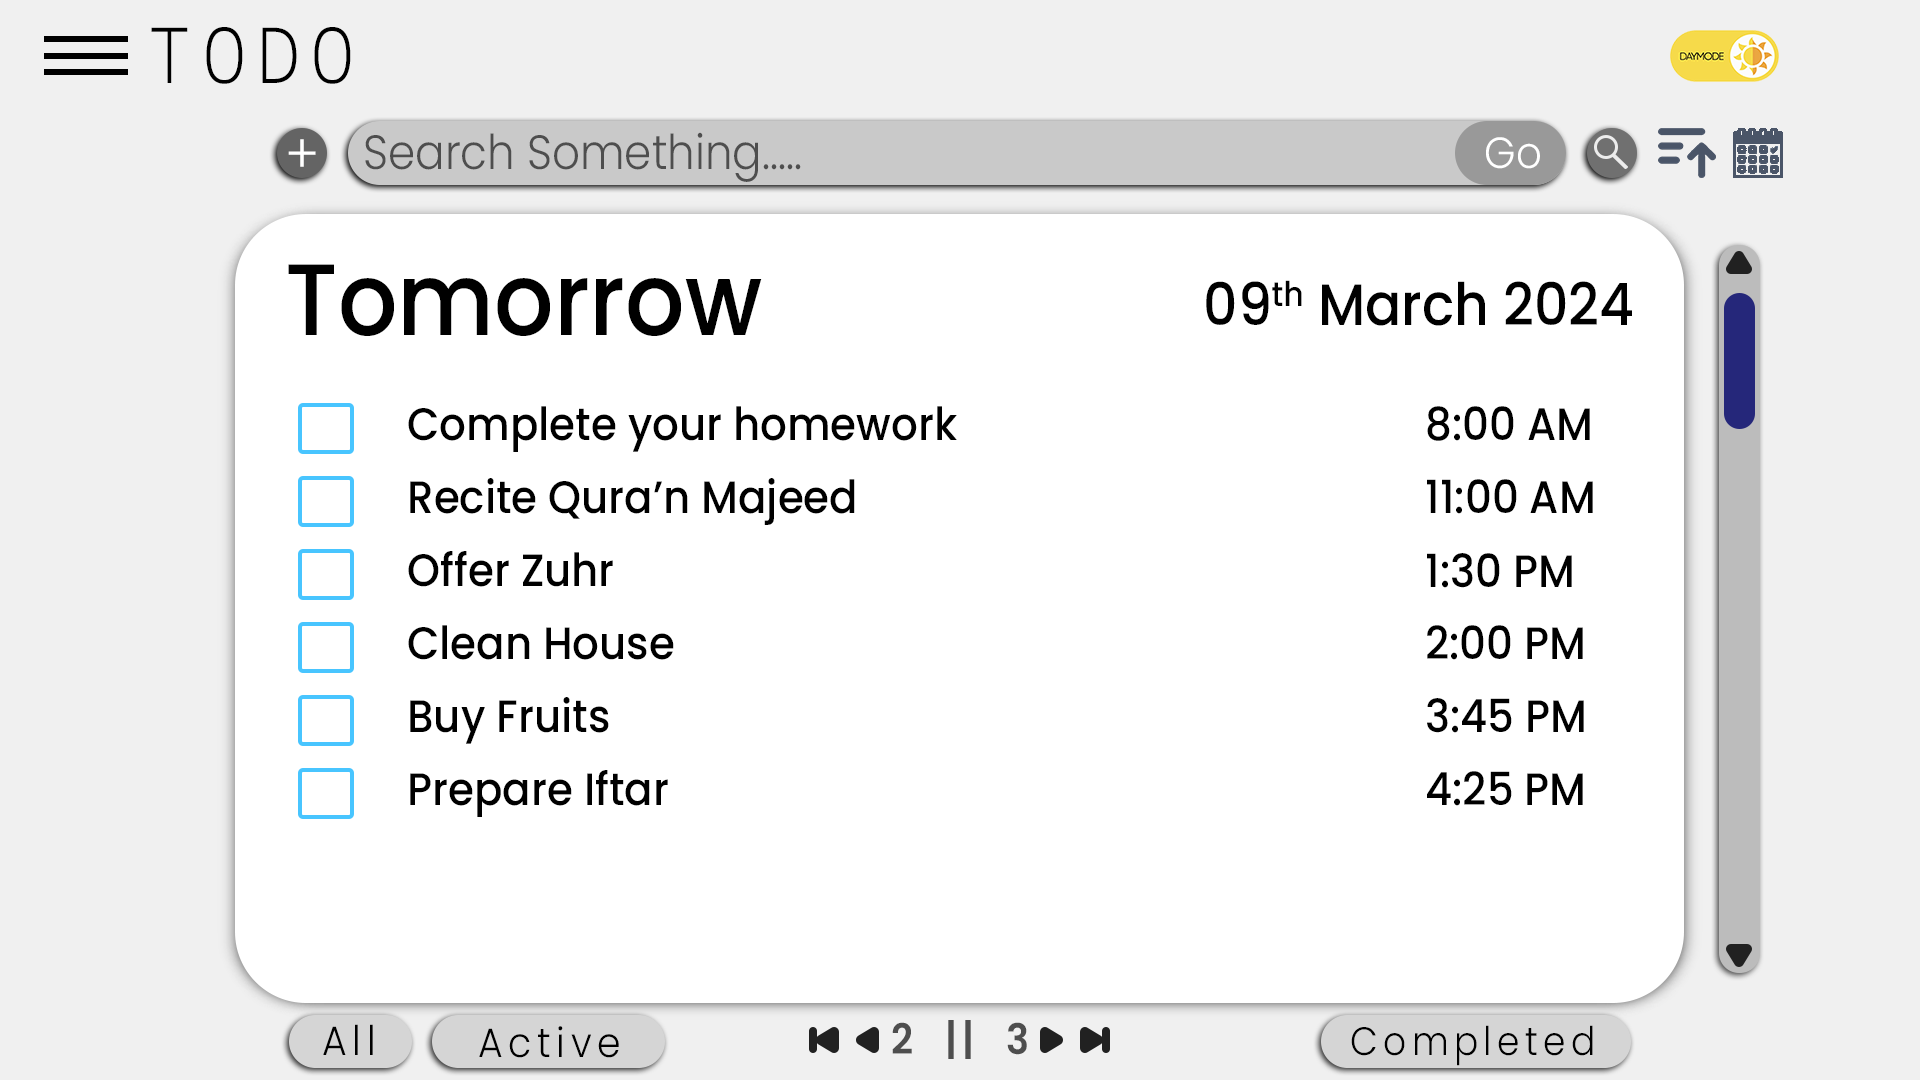 TODO
DAYMODE
Search Something.....
Go
Tomorrow
09th March 2024
Complete your homework 8:00 AM
Recite Qura’n Majeed 11:00 AM
Offer Zuhr 1:30 PM
Clean House 2:00 PM
Buy Fruits 3:45 PM
Prepare Iftar 4:25 PM
All Active 2 || 3 Completed